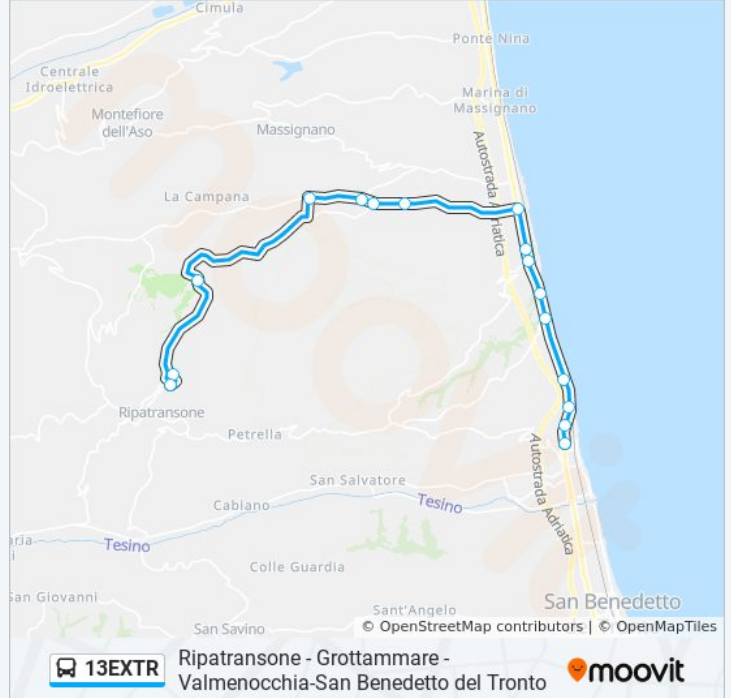 Cimula
Ponte Nina
Centrale
Idroelettrica
Marina di
Massignano
Montefiore
dell'Aso
Massignano
Autostrada Adriatica
La Campana
Ripatransone
Petrella
Autostrada Adriatica
San Salvatore
Cabiano
Tesino
Tesino
Colle Guardia
San Giovanni
Sant'Angelo
San Benedetto
San Savino
© OpenStreetMap contributors | © OpenMapTiles
13EXTR
Ripatransone - Grottammare -
Valmenocchia-San Benedetto del Tronto
moovit